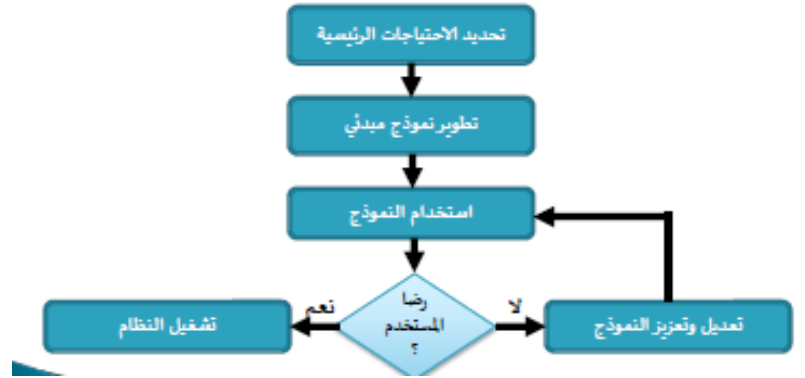 تحديد الاحتياجات الرئيسية
تطوير نموذج مبدئي
استخدام النموذج
رضا
المستخدم
؟
نعم
لا
تشغيل النظام
تعديل وتعزيز النموذج